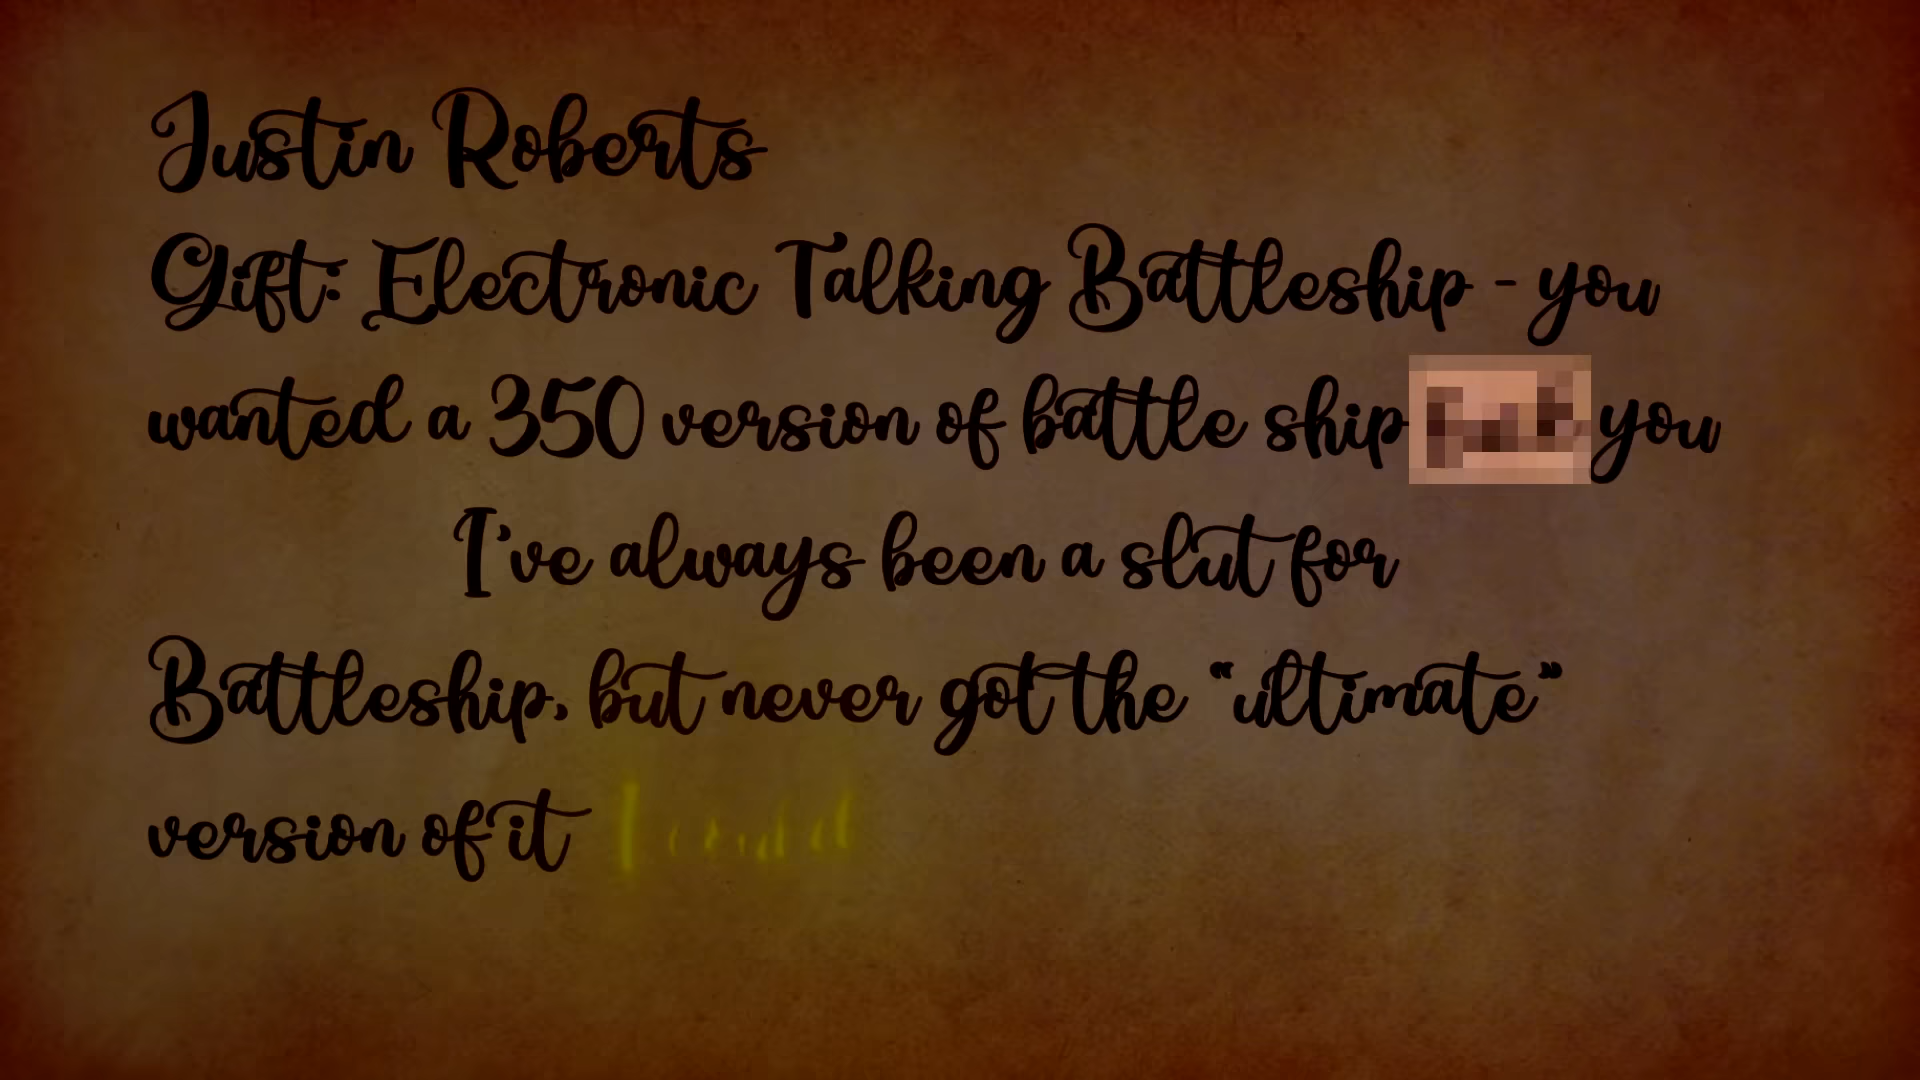 Justin Roberts
Gift: Electronic Talking Battleship - you
wanted a 350 version of battle ship you
I've always been a slut for
Battleship, but never got the "ultimate"
version of it